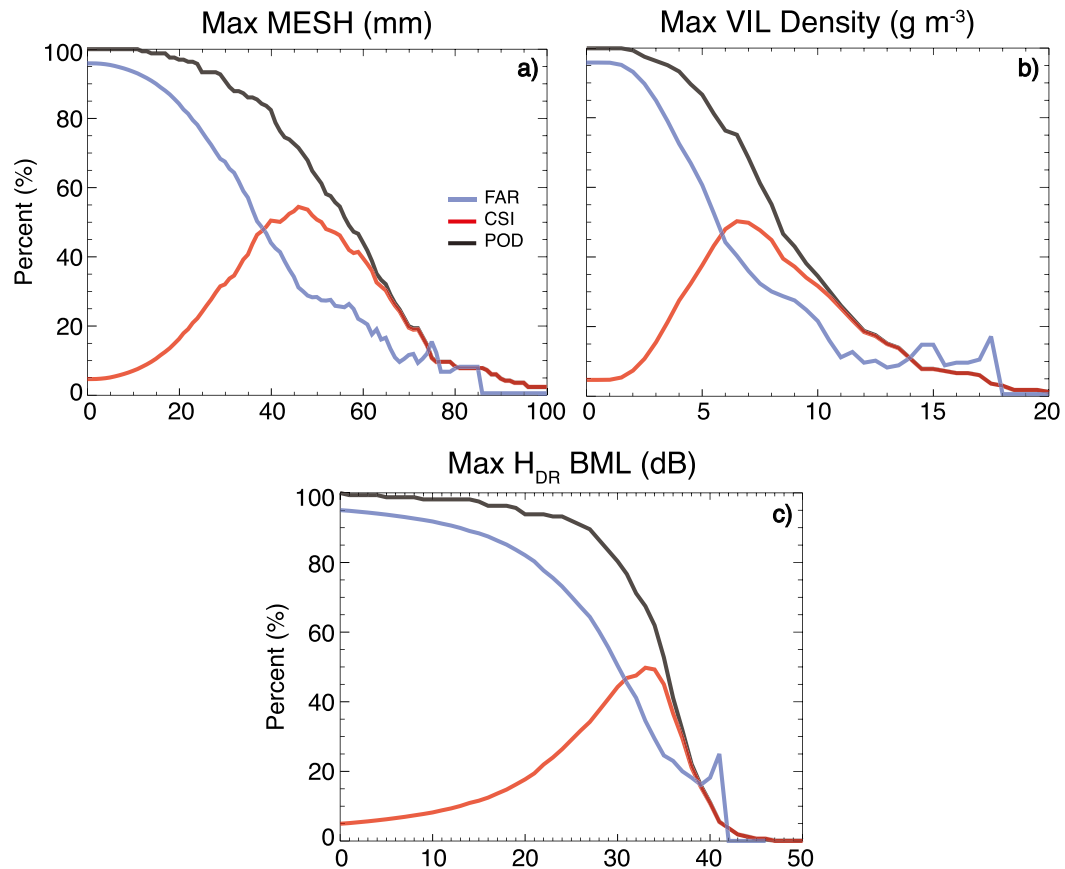 Max MESH (mm)
Max VIL Density (g m-3)
100
80
60
40
20
0
Percent (%)
a)
FAR
CSI
POD
0 20 40 60 80 100
b)
0 5 10 15 20
Max HDR BML (dB)
100
80
60
40
20
0
Percent (%)
c)
0 10 20 30 40 50